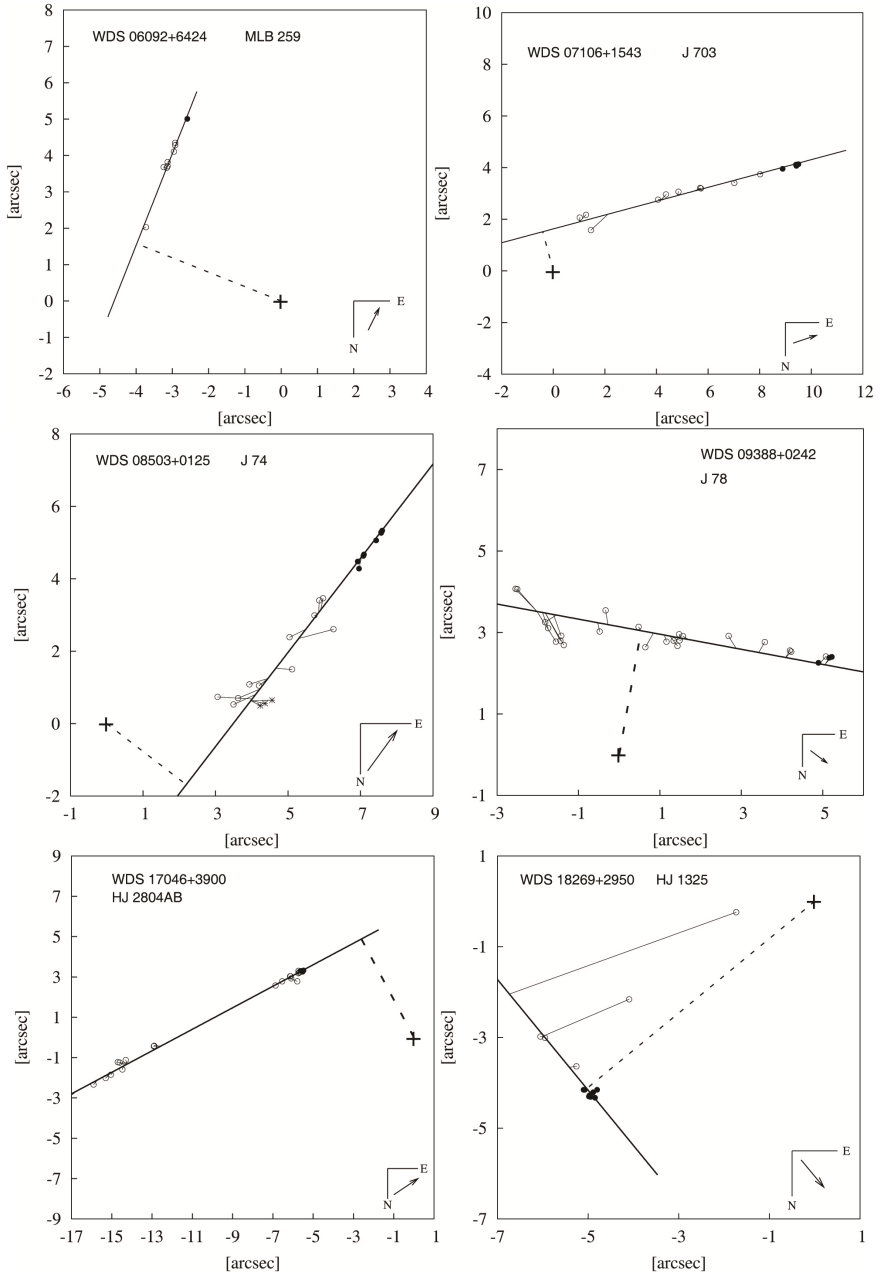 WDS 06092+6424 MLB 259
8
7
6
5
4
3
2
1
0
-1
-2
[arcsec]
E
N
-6 -5 -4 -3 -2 -1 0 1 2 3 4
[arcsec]
WDS 07106+1543 J 703
10
8
6
4
2
0
-2
-4
[arcsec]
E
N
-2 0 2 4 6 8 10 12
[arcsec]
WDS 08503+0125 J 74
8
6
4
2
0
-2
[arcsec]
E
N
-1 1 3 5 7 9
[arcsec]
WDS 09388+0242
J 78
7
5
3
1
-1
[arcsec]
E
N
-3 -1 1 3 5
[arcsec]
WDS 17046+3900
HJ 2804AB
9
7
5
3
1
-1
-3
-5
-7
-9
[arcsec]
E
N
-17 -15 -13 -11 -9 -7 -5 -3 -1 1
[arcsec]
WDS 18269+2950 HJ 1325
1
-1
-3
-5
-7
[arcsec]
E
N
-7 -5 -3 -1 1
[arcsec]